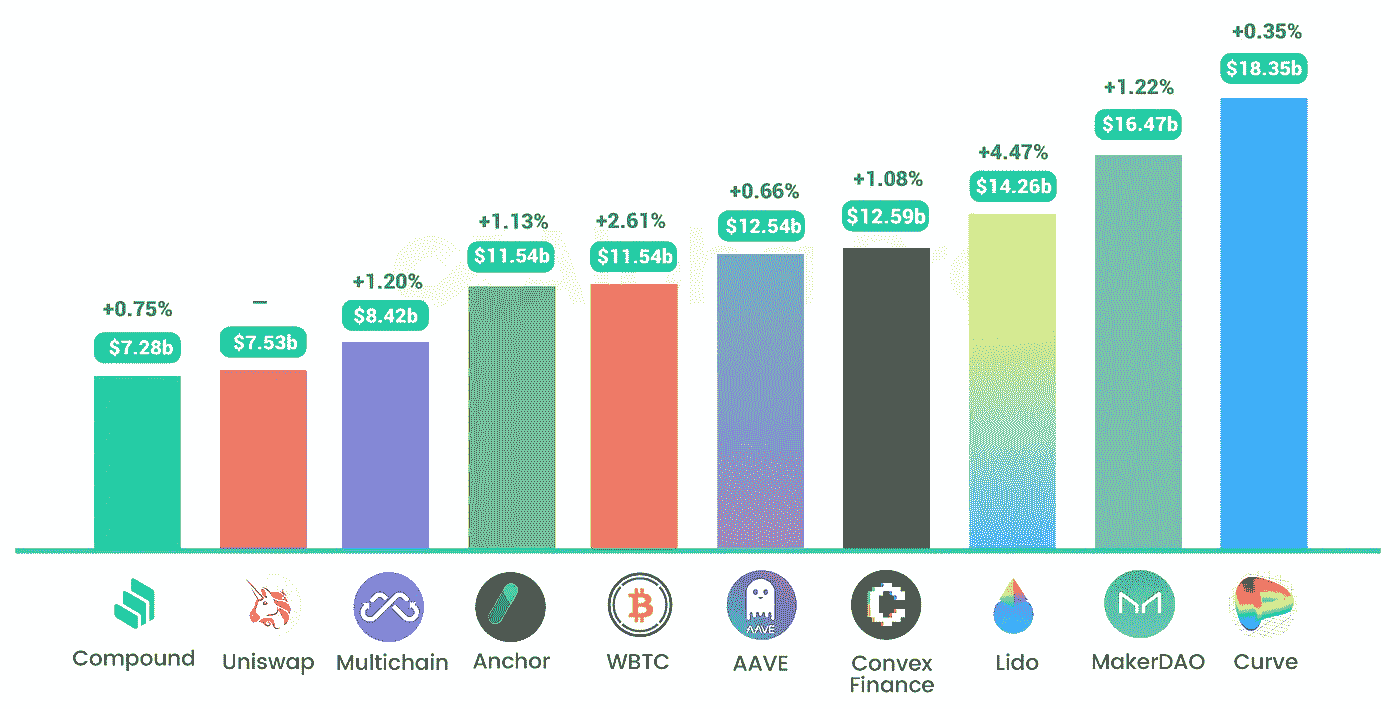 +0.75%
$7.28b
–
$7.53b
+1.20%
$8.42b
+1.13%
$11.54b
+2.61%
$11.54b
+0.66%
$12.54b
+1.08%
$12.59b
+4.47%
$14.26b
+1.22%
$16.47b
+0.35%
$18.35b
Compound
Uniswap
Multichain
Anchor
WBTC
AAVE
AAVE
Convex
Finance
Lido
MakerDAO
Curve